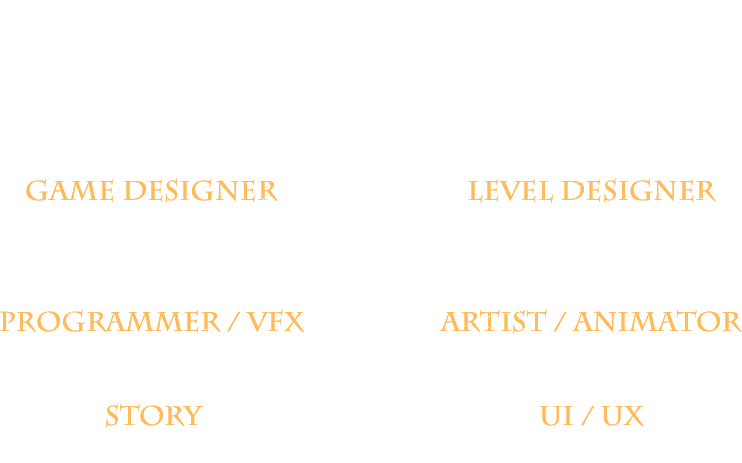 GAME DESIGNER
LEVEL DESIGNER
PROGRAMMER / VFX
ARTIST / ANIMATOR
STORY
UI / UX